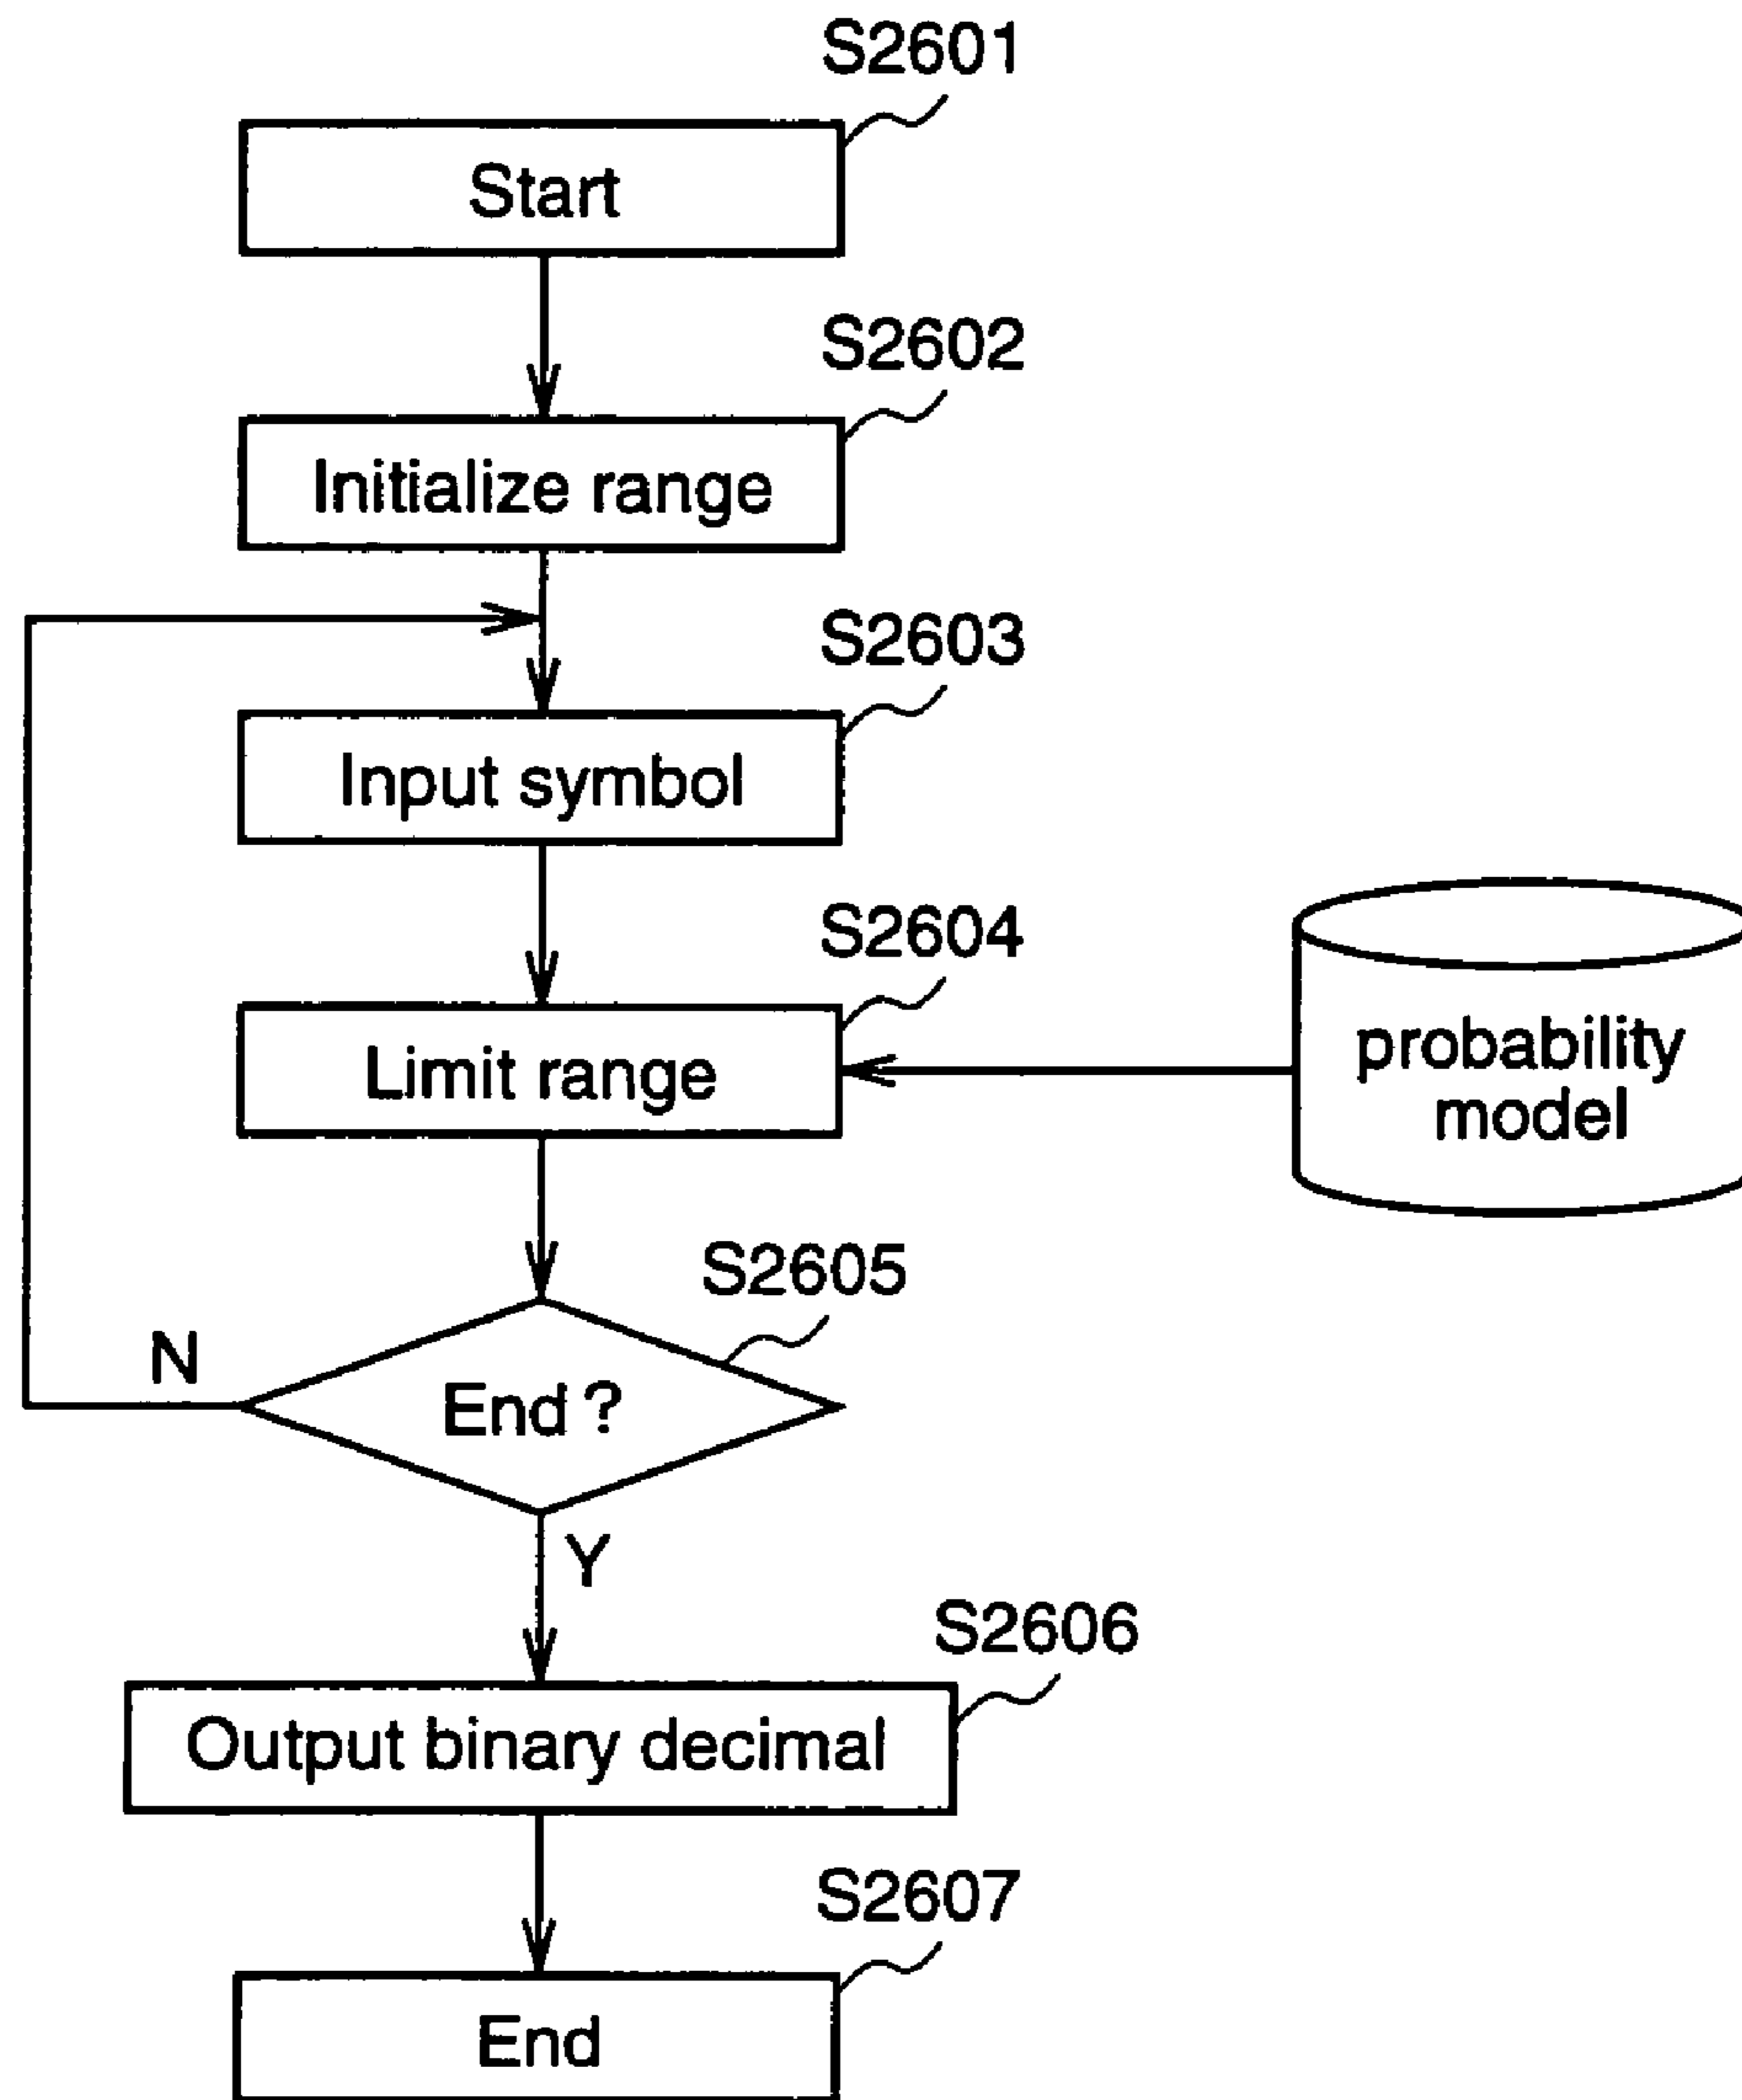 S2601
Start
S2602
Initialize range
S2603
Input symbol
S2604
Limit range
probability
model
S2605
N
End ?
Y
S2606
Output binary decimal
S2607
End